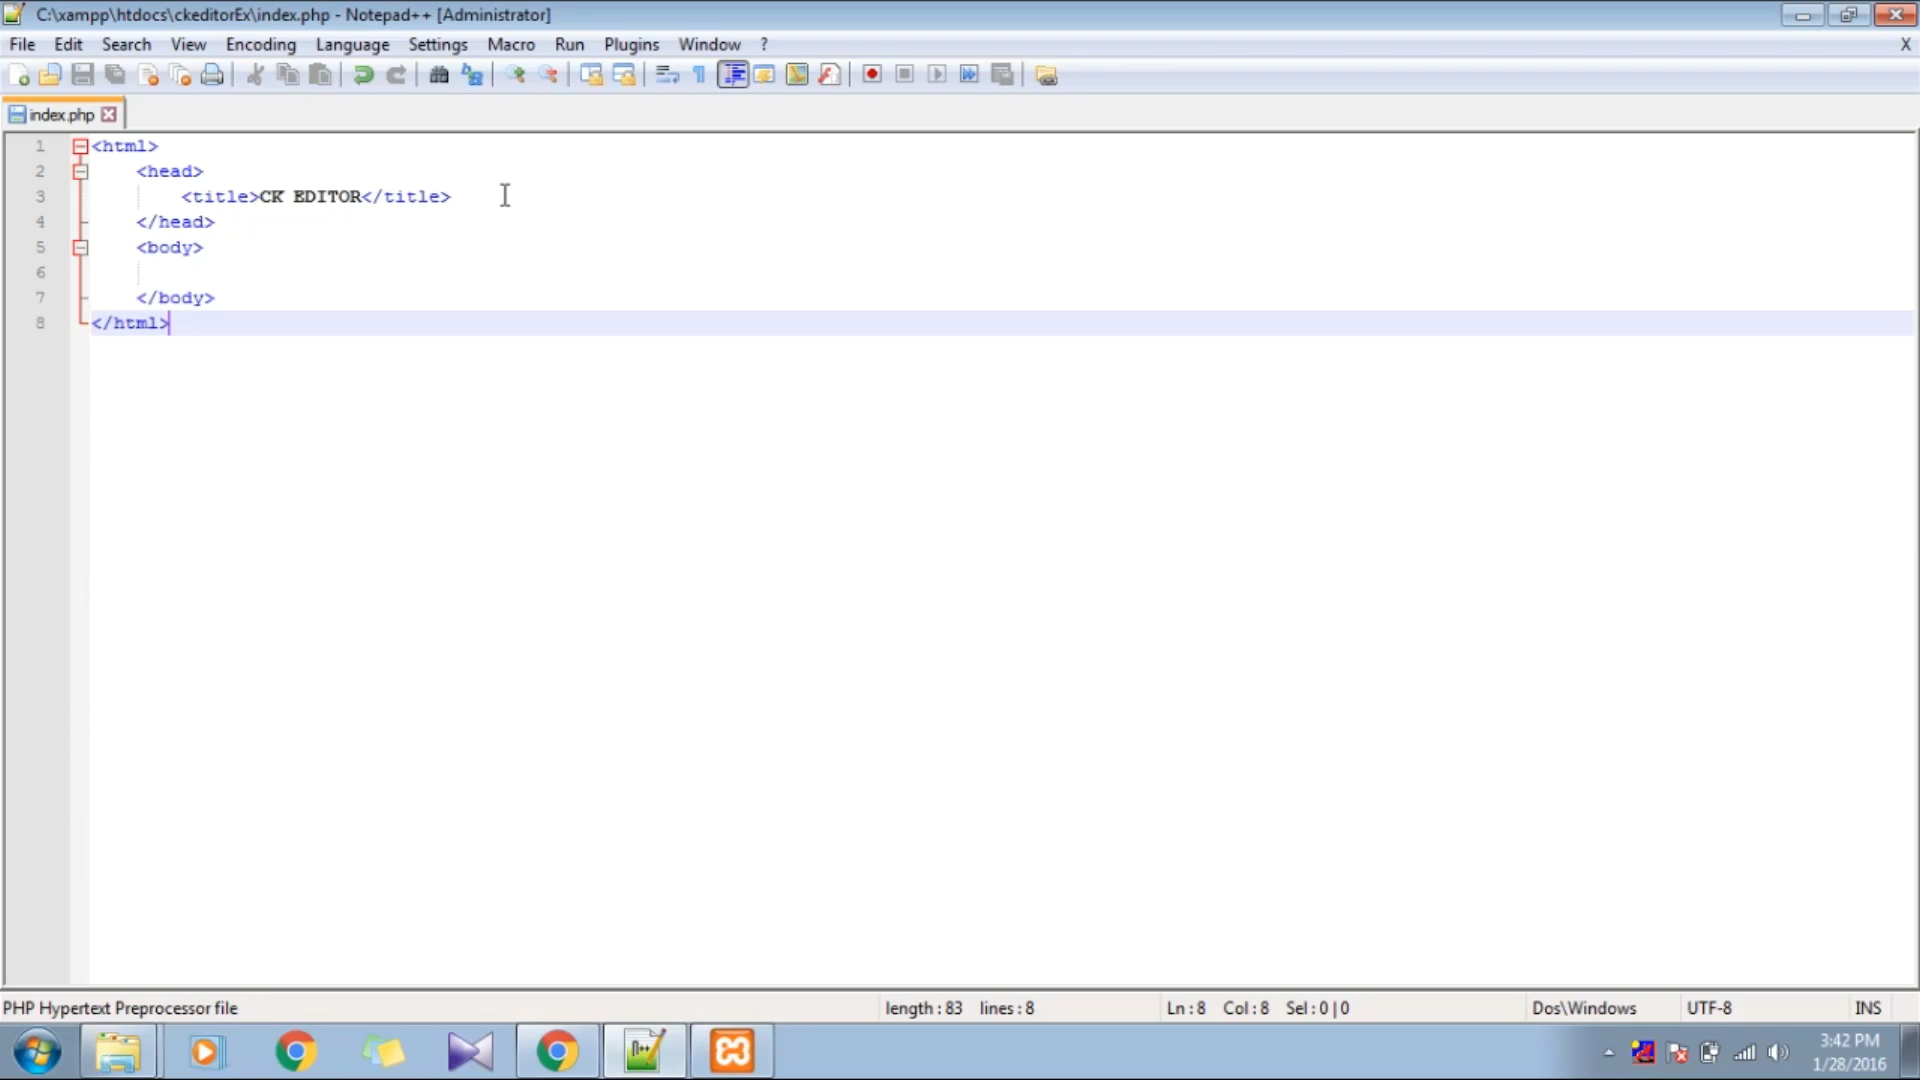 C:\xampp\htdocs\ckeditorEx\index.php - Notepad++ [Administrator]
File Edit Search View Encoding Language Settings Macro Run Plugins Window ? X
index.php
1 <html>
2 <head>
3 <title>CK EDITOR</title>
4 </head>
5 <body>
6
7 </body>
8 </html>
PHP Hypertext Preprocessor file length : 83 lines : 8 Ln : 8 Col : 8 Sel : 0 | 0 Dos\Windows UTF-8 INS
3:42 PM
1/28/2016